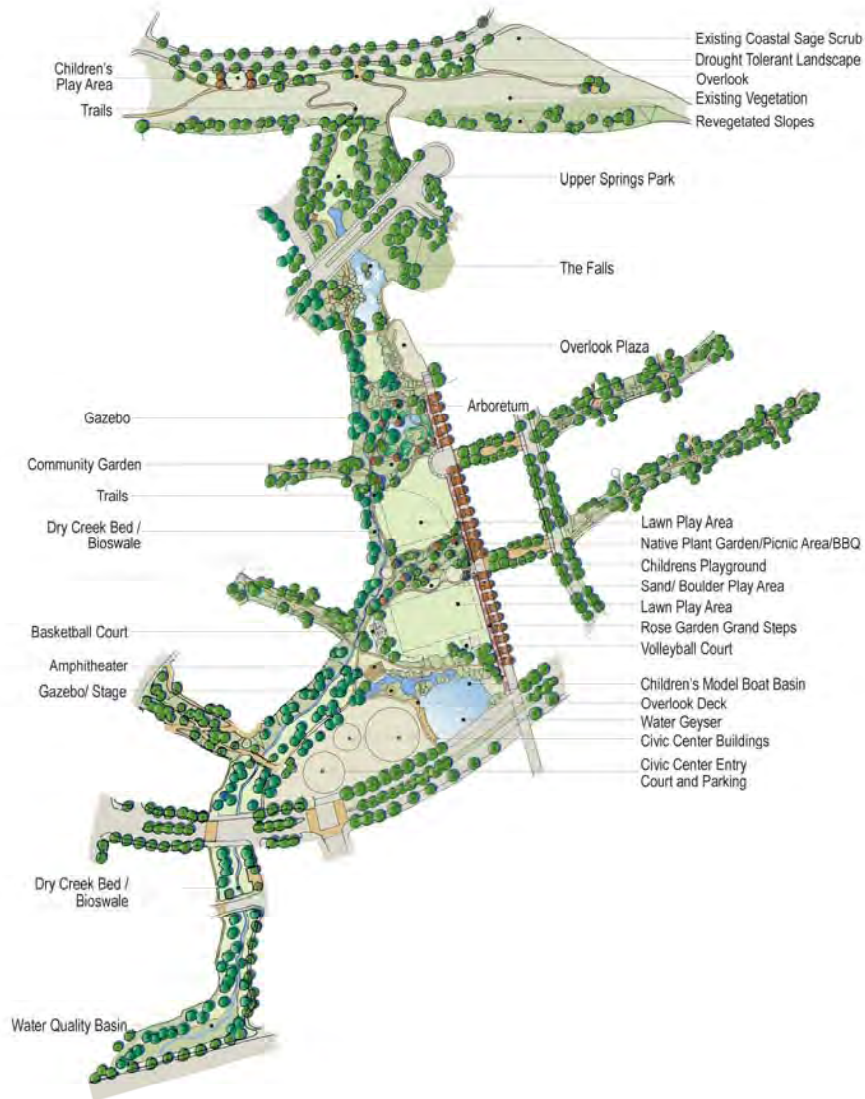 Existing Coastal Sage Scrub
Drought Tolerant Landscape
Overlook
Existing Vegetation
Revegetated Slopes
Children's
Play Area
Trails
Upper Springs Park
The Falls
Overlook Plaza
Arboretum
Gazebo
Community Garden
Trails
Dry Creek Bed /
Bioswale
Lawn Play Area
Native Plant Garden/Picnic Area/BBQ
Childrens Playground
Sand/ Boulder Play Area
Lawn Play Area
Rose Garden Grand Steps
Volleyball Court
Basketball Court
Amphitheater
Gazebo/ Stage
Children's Model Boat Basin
Overlook Deck
Water Geyser
Civic Center Buildings
Civic Center Entry
Court and Parking
Dry Creek Bed /
Bioswale
Water Quality Basin